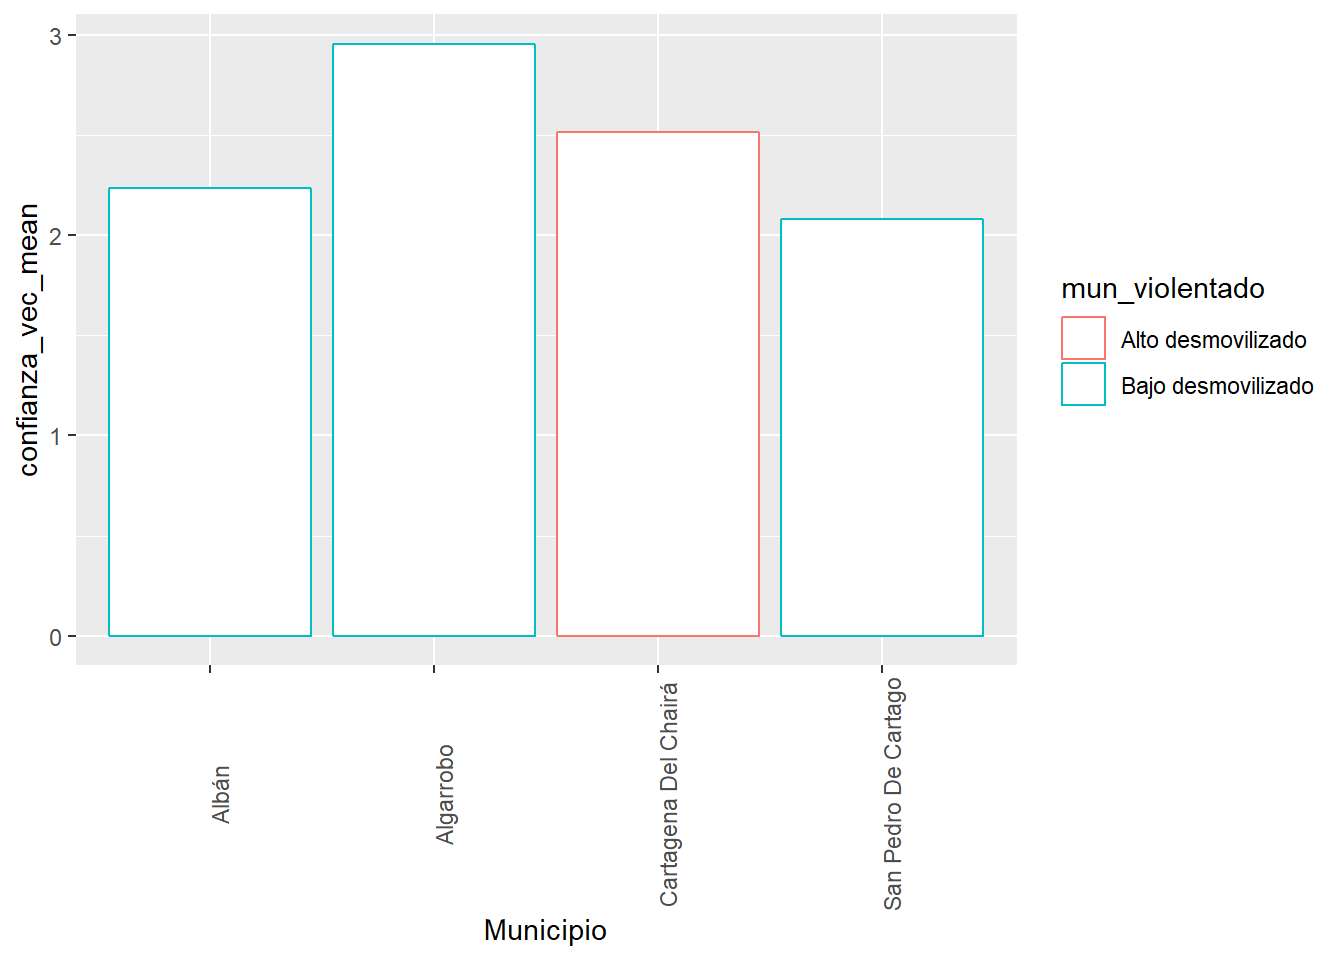 confianza_vec_mean
3
2
1
0
Albán
Algarrobo
Cartagena Del Chairá
San Pedro De Cartago
Municipio
mun_violentado
Alto desmovilizado
Bajo desmovilizado